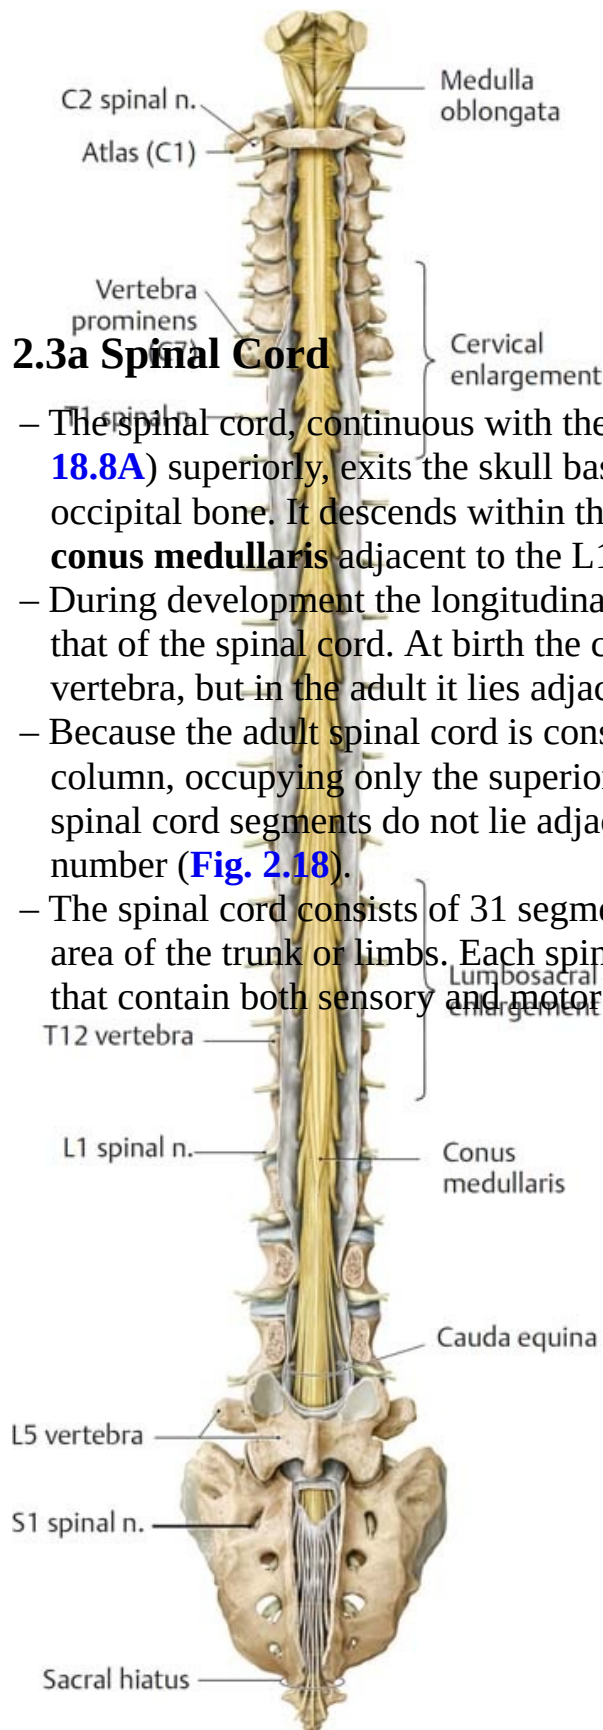 Medulla
oblongata
C2 spinal n.
Atlas (C1)
Vertebra
prominens
(C7)
Cervical
enlargement
2.3a Spinal Cord
T1 spinal n.
– The spinal cord, continuous with the
18.8A) superiorly, exits the skull bas
occipital bone. It descends within th
conus medullaris adjacent to the L1
– During development the longitudina
that of the spinal cord. At birth the c
vertebra, but in the adult it lies adjac
– Because the adult spinal cord is cons
column, occupying only the superior
spinal cord segments do not lie adjac
number (Fig. 2.18).
– The spinal cord consists of 31 segme
area of the trunk or limbs. Each spin
that contain both sensory and motor
Lumbosacral
enlargement
T12 vertebra
L1 spinal n.
Conus
medullaris
Cauda equina
L5 vertebra
S1 spinal n.
Sacral hiatus